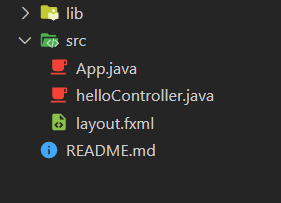 lib
src
App.java
helloController.java
layout.fxml
README.md